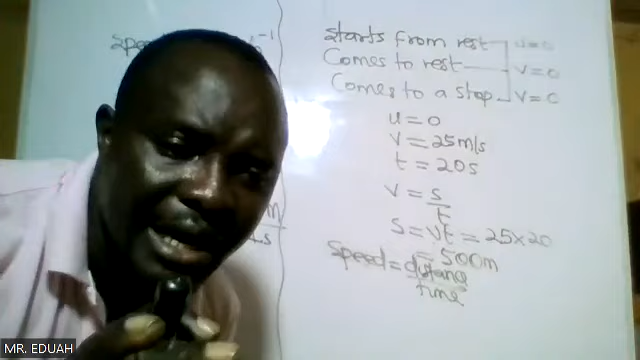 starts from rest u=0
Comes to rest V=0
Comes to a stop V=0
u=0
V=25m/s
t=20s
V=s/t
s=vt=25×20
=500m
Speed=distance
time
MR. EDUAH